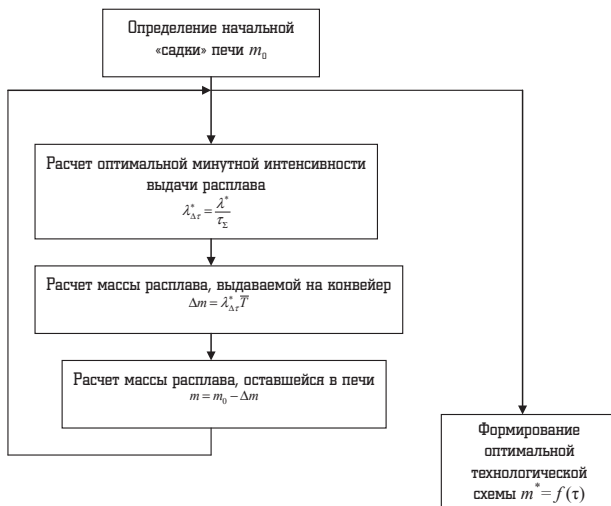 Определение начальной
«садки» печи m₀
Расчет оптимальной минутной интенсивности
выдачи расплава
λ*_Δτ = λ* / τ_Σ
Расчет массы расплава, выдаваемой на конвейер
Δm = λ*_Δτ T̅
Расчет массы расплава, оставшейся в печи
m = m₀ − Δm
Формирование
оптимальной
технологической
схемы m* = f(τ)